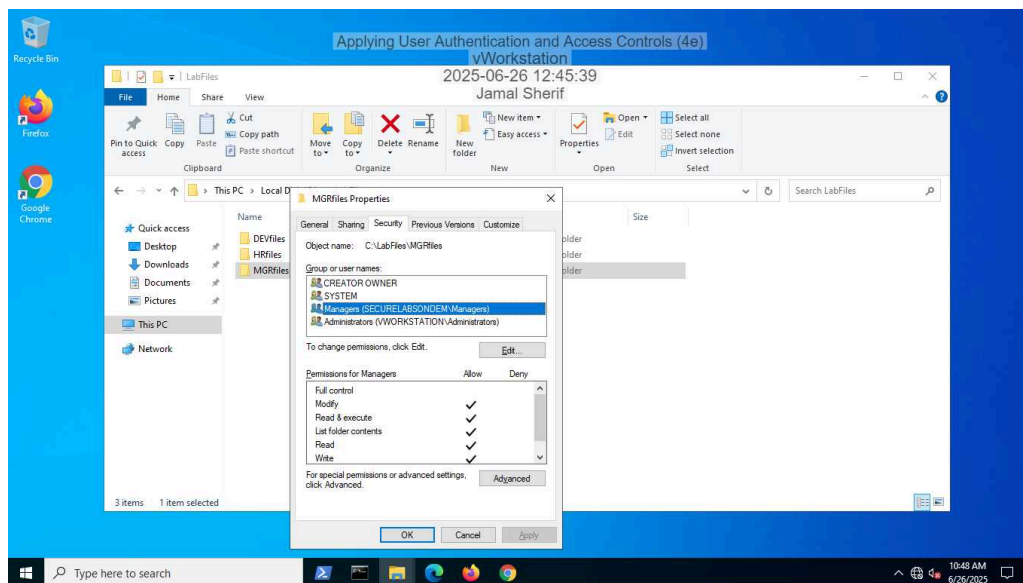 Recycle Bin
Firefox
Google
Chrome
Applying User Authentication and Access Controls (4e)
vWorkstation
2025-06-26 12:45:39
Jamal Sherif
LabFiles
File Home Share View
Pin to Quick access
Copy
Paste
Cut
Copy path
Paste shortcut
Clipboard
Move to
Copy to
Delete
Rename
Organize
New folder
New item
Easy access
New
Properties
Open
Edit
Open
Select all
Select none
Invert selection
Select
This PC > Local D
Search LabFiles
Quick access
Desktop
Downloads
Documents
Pictures
This PC
Network
Name
Size
DEVfiles
older
HRfiles
older
MGRfiles
older
3 items 1 item selected
MGRfiles Properties
General Sharing Security Previous Versions Customize
Object name: C:\LabFiles\MGRfiles
Group or user names:
CREATOR OWNER
SYSTEM
Managers (SECURELABSONDEM\Managers)
Administrators (VWORKSTATION\Administrators)
To change permissions, click Edit.
Edit...
Permissions for Managers Allow Deny
Full control
Modify
Read & execute
List folder contents
Read
Write
For special permissions or advanced settings,
click Advanced.
Advanced
OK Cancel Apply
Type here to search
10:48 AM
6/26/2025